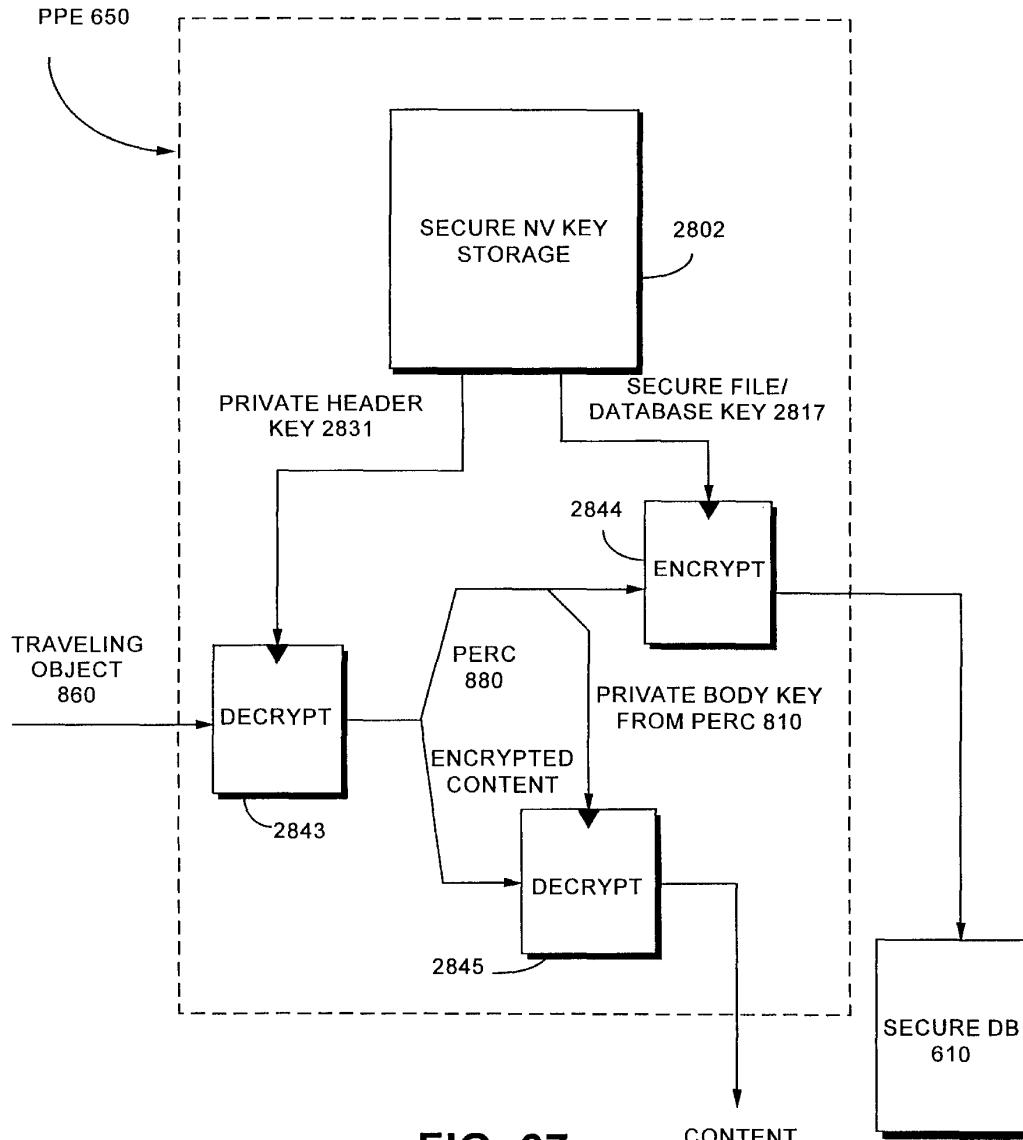 PPE 650
SECURE NV KEY
STORAGE
2802
PRIVATE HEADER
KEY 2831
SECURE FILE/
DATABASE KEY 2817
2844
ENCRYPT
TRAVELING
OBJECT
860
DECRYPT
PERC
880
PRIVATE BODY KEY
FROM PERC 810
ENCRYPTED
CONTENT
2843
DECRYPT
2845
SECURE DB
610
CONTENT